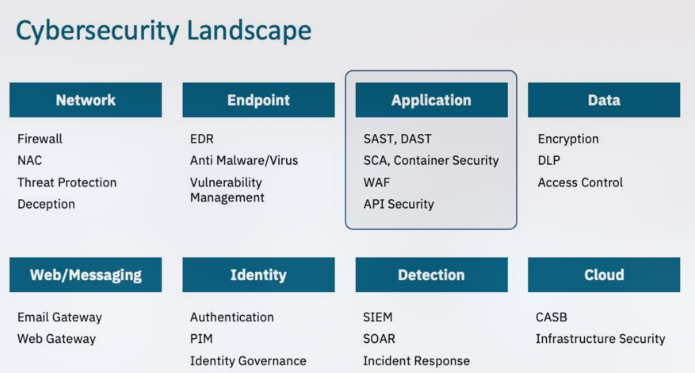 Cybersecurity Landscape
Network
Firewall
NAC
Threat Protection
Deception
Endpoint
EDR
Anti Malware/Virus
Vulnerability
Management
Application
SAST, DAST
SCA, Container Security
WAF
API Security
Data
Encryption
DLP
Access Control
Web/Messaging
Email Gateway
Web Gateway
Identity
Authentication
PIM
Identity Governance
Detection
SIEM
SOAR
Incident Response
Cloud
CASB
Infrastructure Security